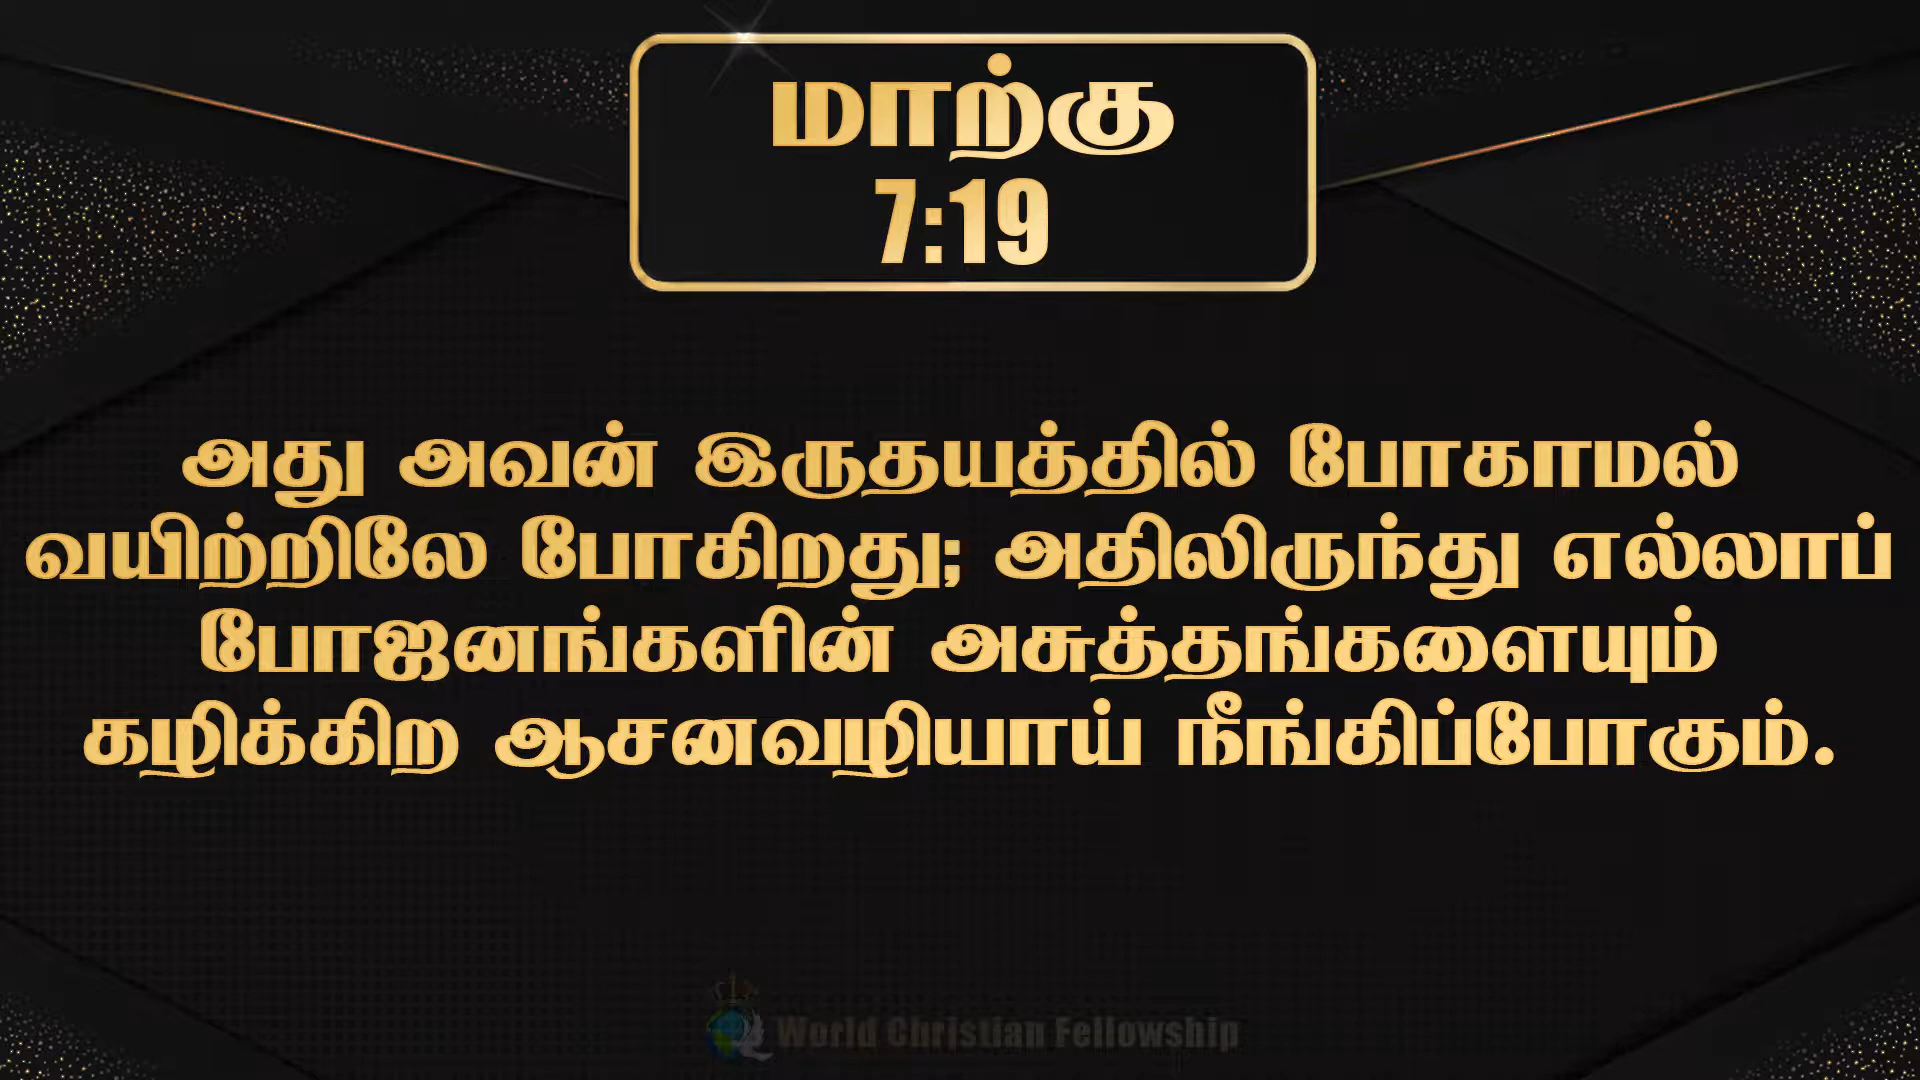 மாற்கு
7:19
அது அவன் இருதயத்தில் போகாமல்
வயிற்றிலே போகிறது; அதிலிருந்து எல்லாப்
போஜனங்களின் அசுத்தங்களையும்
கழிக்கிற ஆசனவழியாய் நீங்கிப்போகும்.
World Christian Fellowship